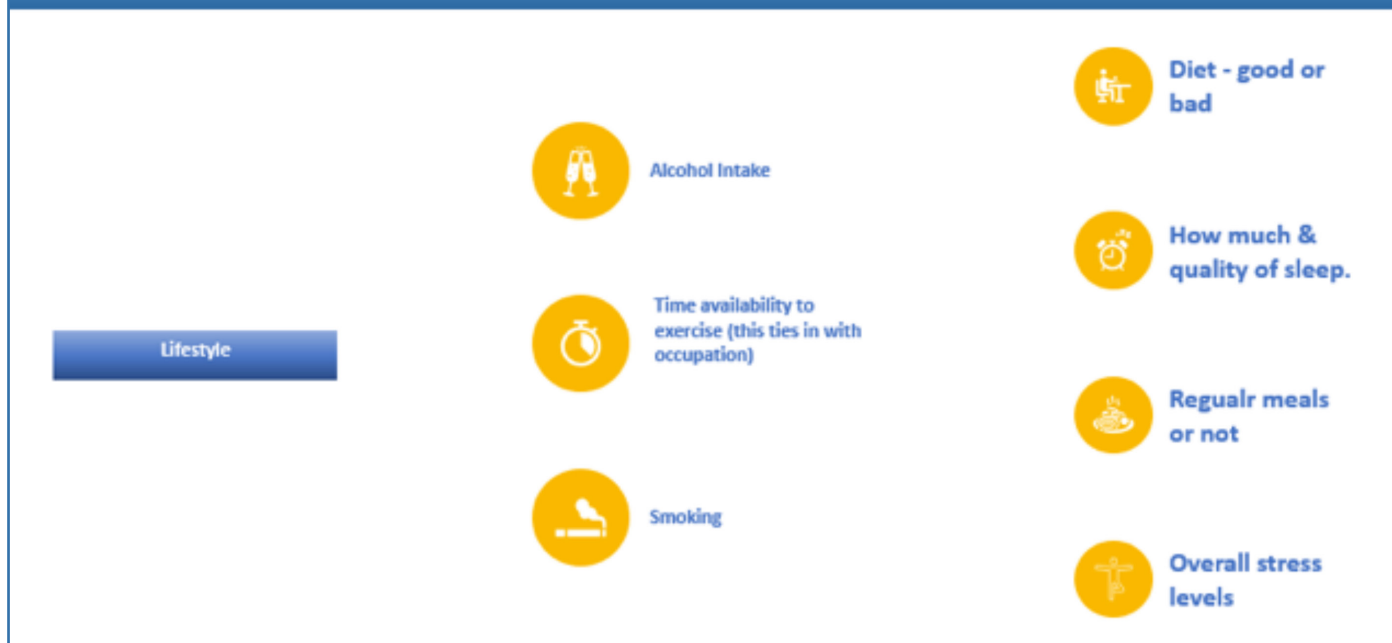 Lifestyle
Alcohol Intake
Time availability to
exercise (this ties in with
occupation)
Smoking
Diet - good or
bad
How much &
quality of sleep.
Regualr meals
or not
Overall stress
levels